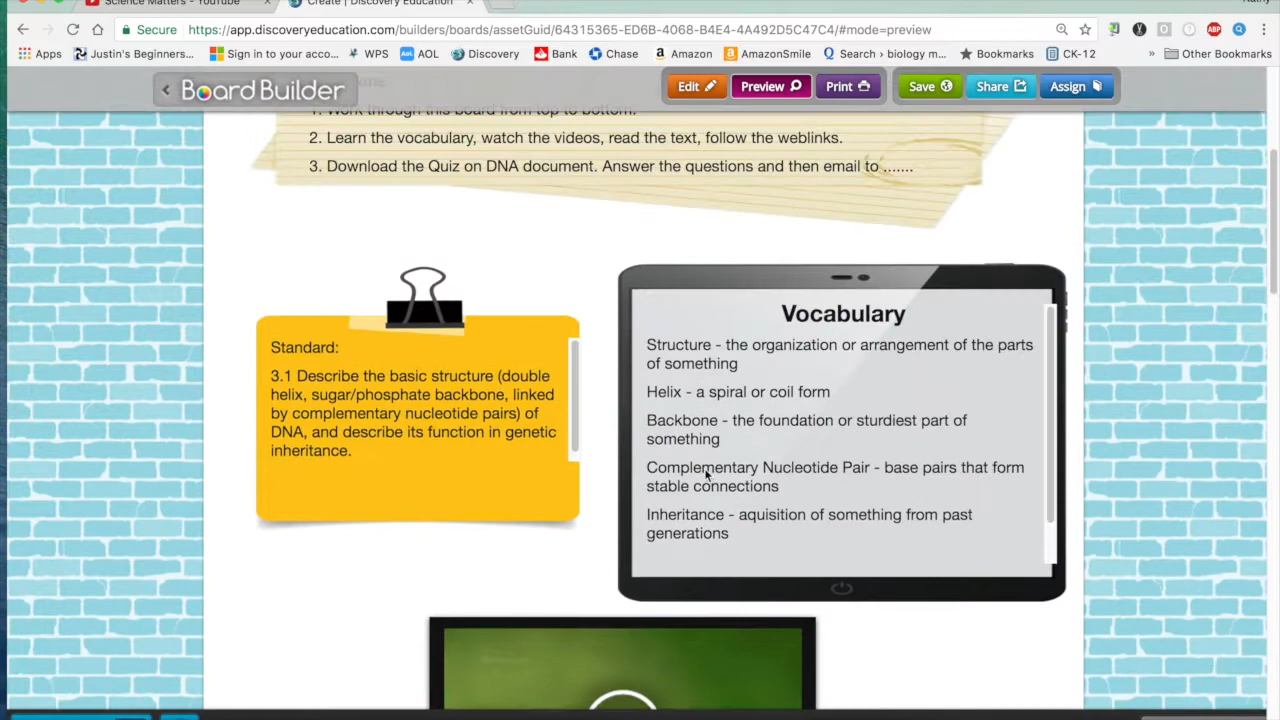 Science Matters - YouTube
Create | Discovery Education
Secure
https://app.discoveryeducation.com/builders/boards/assetGuid/64315365-ED6B-4068-B4E4-4A492D5C47C4/#mode=preview
Apps
Justin's Beginners...
Sign in to your acco...
WPS
AOL
Discovery
Bank
Chase
Amazon
AmazonSmile
Search › biology m...
Bookmarks
CK-12
»
Other Bookmarks
Board Builder
Edit
Preview
Print
Save
Share
Assign
1. Work through this board from top to bottom.
2. Learn the vocabulary, watch the videos, read the text, follow the weblinks.
3. Download the Quiz on DNA document. Answer the questions and then email to .......
Standard:
3.1 Describe the basic structure (double
helix, sugar/phosphate backbone, linked
by complementary nucleotide pairs) of
DNA, and describe its function in genetic
inheritance.
Vocabulary
Structure - the organization or arrangement of the parts
of something
Helix - a spiral or coil form
Backbone - the foundation or sturdiest part of
something
Complementary Nucleotide Pair - base pairs that form
stable connections
Inheritance - aquisition of something from past
generations